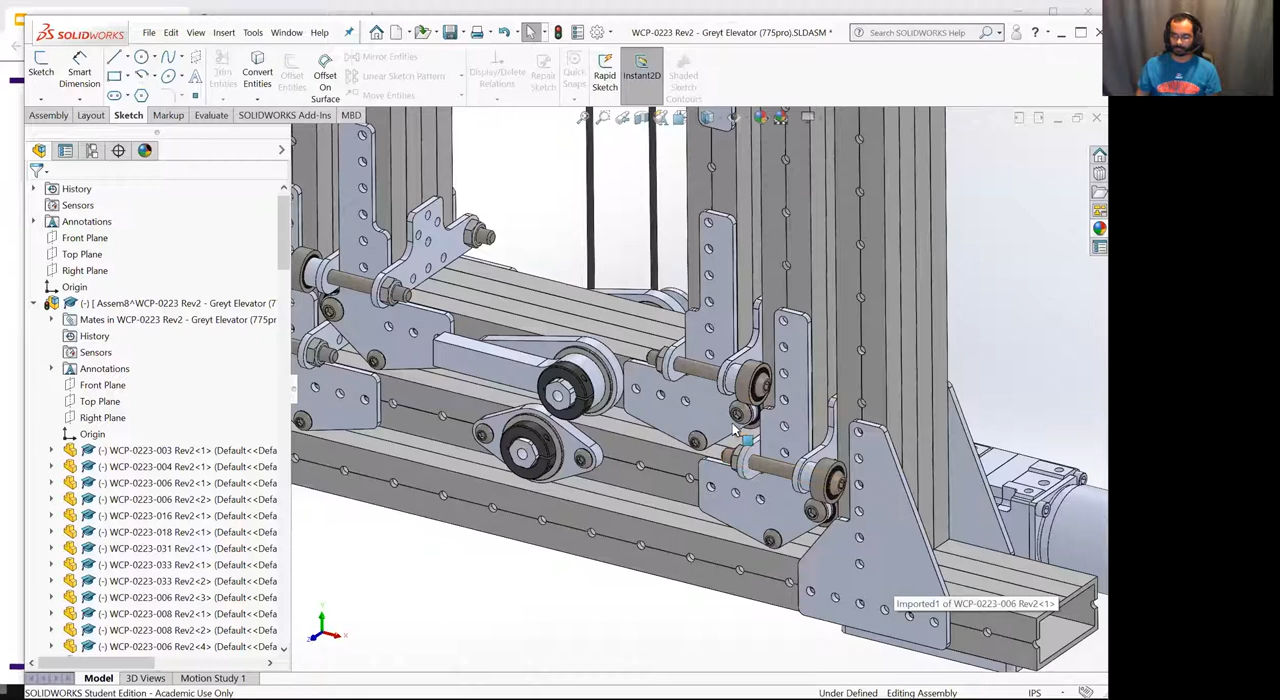 SOLIDWORKS
File Edit View Insert Tools Window Help
WCP-0223 Rev2 - Greyt Elevator (775pro).SLDASM *
Search SOLIDWORKS Help
Sketch
Smart Dimension
Trim Entities
Convert Entities
Offset Entities
Offset On Surface
Mirror Entities
Linear Sketch Pattern
Move Entities
Display/Delete Relations
Repair Sketch
Quick Snaps
Rapid Sketch
Instant2D
Shaded Sketch Contours
Assembly Layout Sketch Markup Evaluate SOLIDWORKS Add-Ins MBD
History
Sensors
Annotations
Front Plane
Top Plane
Right Plane
Origin
(-) [ Assem8^WCP-0223 Rev2 - Greyt Elevator (7
Mates in WCP-0223 Rev2 - Greyt Elevator (775pr
History
Sensors
Annotations
Front Plane
Top Plane
Right Plane
Origin
(-) WCP-0223-003 Rev2<1> (Default<<Defa
(-) WCP-0223-004 Rev2<1> (Default<<Defa
(-) WCP-0223-006 Rev2<1> (Default<<Defa
(-) WCP-0223-006 Rev2<2> (Default<<Defa
(-) WCP-0223-016 Rev2<1> (Default<<Defa
(-) WCP-0223-018 Rev2<1> (Default<<Defa
(-) WCP-0223-031 Rev2<1> (Default<<Defa
(-) WCP-0223-033 Rev2<1> (Default<<Defa
(-) WCP-0223-033 Rev2<2> (Default<<Defa
(-) WCP-0223-006 Rev2<3> (Default<<Defa
(-) WCP-0223-008 Rev2<1> (Default<<Defa
(-) WCP-0223-008 Rev2<2> (Default<<Defa
(-) WCP-0223-006 Rev2<4> (Default<<Defa
Imported1 of WCP-0223-006 Rev2<1>
Model 3D Views Motion Study 1
SOLIDWORKS Student Edition - Academic Use Only
Under Defined Editing Assembly IPS